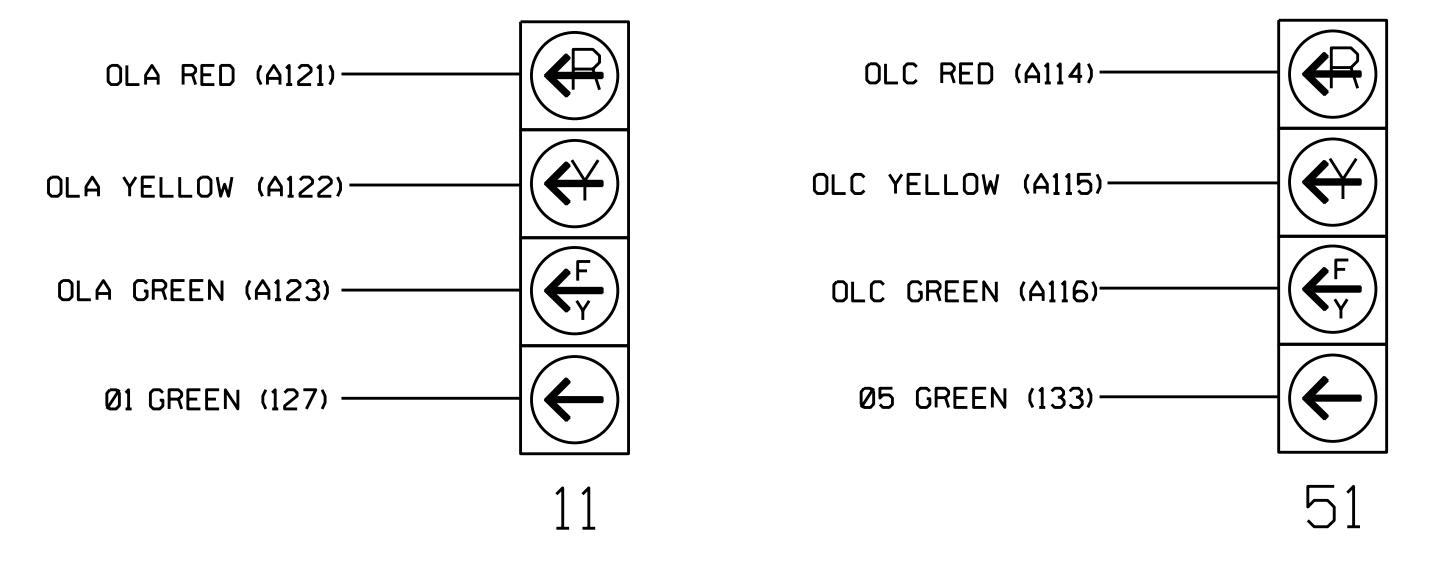 OLA RED (A121)
R
OLA YELLOW (A122)
Y
OLA GREEN (A123)
F
Y
Ø1 GREEN (127)
11
OLC RED (A114)
R
OLC YELLOW (A115)
Y
OLC GREEN (A116)
F
Y
Ø5 GREEN (133)
51